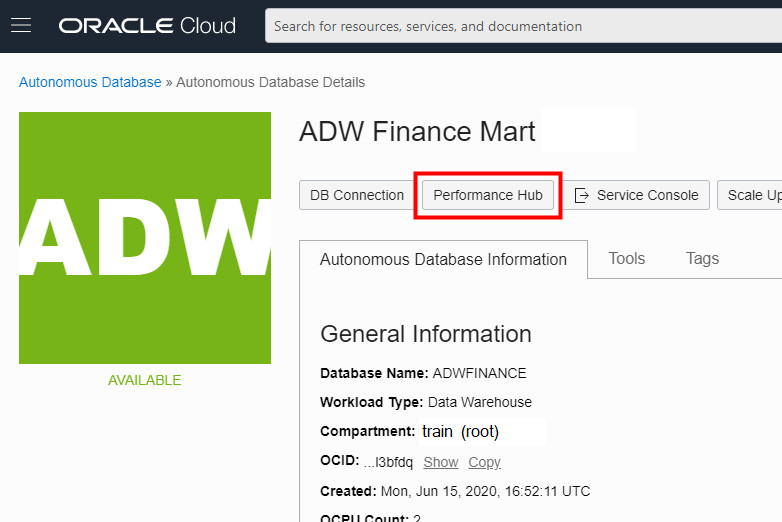 ORACLE Cloud
Search for resources, services, and documentation
Autonomous Database » Autonomous Database Details
ADW
AVAILABLE
ADW Finance Mart
DB Connection Performance Hub Service Console Scale Up
Autonomous Database Information Tools Tags
General Information
Database Name: ADWFINANCE
Workload Type: Data Warehouse
Compartment: train (root)
OCID: ...l3bfdq Show Copy
Created: Mon, Jun 15, 2020, 16:52:11 UTC
OCPU Count: 2